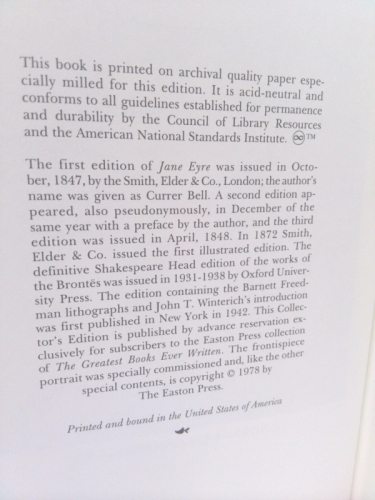 This book is printed on archival quality paper espe-
cially milled for this edition. It is acid-neutral and
conforms to all guidelines established for permanence
and durability by the Council of Library Resources
and the American National Standards Institute. ♾™
The first edition of Jane Eyre was issued in Octo-
ber, 1847, by the Smith, Elder & Co., London; the author's
name was given as Currer Bell. A second edition ap-
peared, also pseudonymously, in December of the
same year with a preface by the author, and the third
edition was issued in April, 1848. In 1872 Smith,
Elder & Co. issued the first illustrated edition. The
definitive Shakespeare Head edition of the works of
the Brontës was issued in 1931-1938 by Oxford Univer-
sity Press. The edition containing the Barnett Freed-
man lithographs and John T. Winterich's introduction
was first published in New York in 1942. This Collec-
tor's Edition is published by advance reservation ex-
clusively for subscribers to the Easton Press collection
of The Greatest Books Ever Written. The frontispiece
portrait was specially commissioned and, like the other
special contents, is copyright © 1978 by
The Easton Press.
Printed and bound in the United States of America